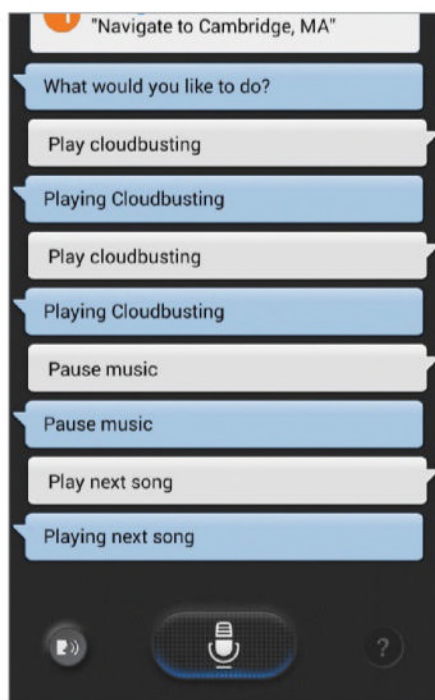 "Navigate to Cambridge, MA"
What would you like to do?
Play cloudbusting
Playing Cloudbusting
Play cloudbusting
Playing Cloudbusting
Pause music
Pause music
Play next song
Playing next song
?